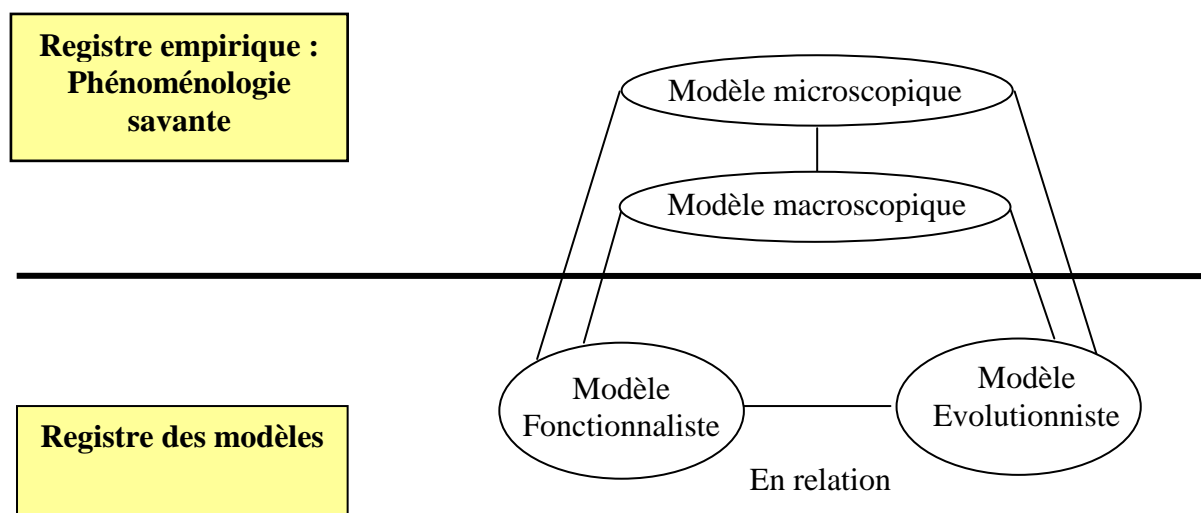 Registre empirique :
Phénoménologie
savante
Modèle microscopique
Modèle macroscopique
Modèle
Fonctionnaliste
Modèle
Evolutionniste
Registre des modèles
En relation